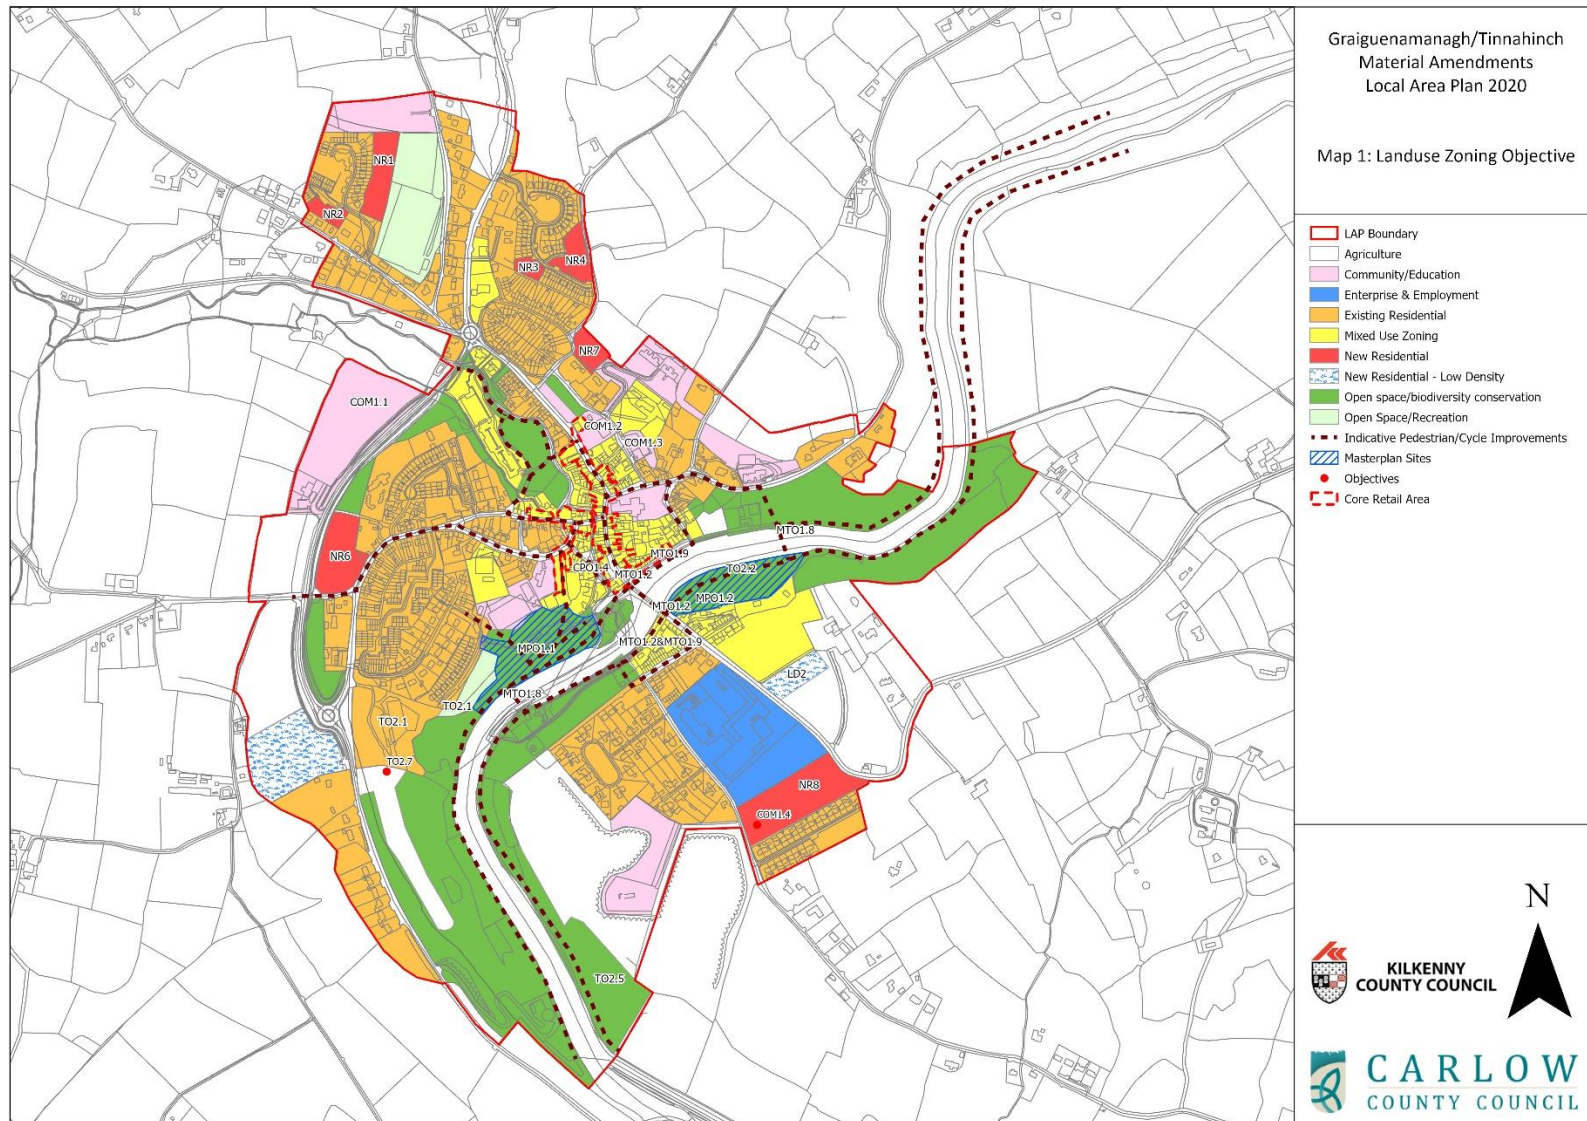 Graiguenamanagh/Tinnahinch
Material Amendments
Local Area Plan 2020
Map 1: Landuse Zoning Objective
LAP Boundary
Agriculture
Community/Education
Enterprise & Employment
Existing Residential
Mixed Use Zoning
New Residential
New Residential - Low Density
Open space/biodiversity conservation
Open Space/Recreation
Indicative Pedestrian/Cycle Improvements
Masterplan Sites
Objectives
Core Retail Area
N
KILKENNY
COUNTY COUNCIL
CARLOW
COUNTY COUNCIL
NR1
NR2
NR3
NR4
NR7
COM1.1
COM1.2
COM1.3
NR6
MTO1.8
MTO1.9
CPO1.4
MTO1.2
TO2.2
MPO1.2
MTO1.2
MTO1.2&MTO1.9
MPO1.1
LD2
MTO1.8
TO2.1
TO2.1
TO2.7
NR8
COM1.4
TO2.5